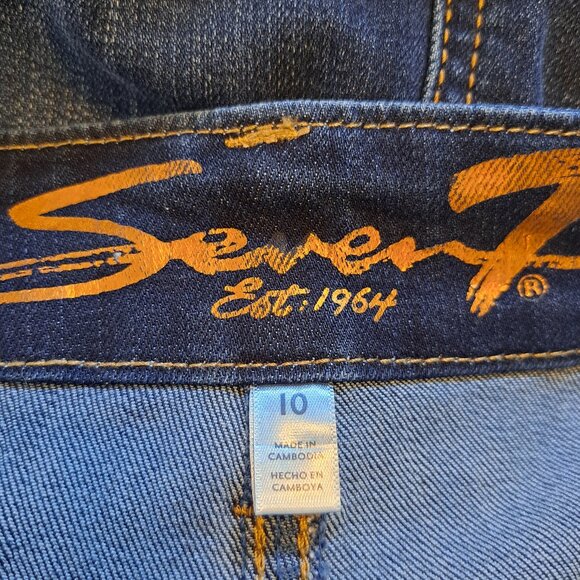 Seven7®
Est: 1964
10
MADE IN
CAMBODIA
HECHO EN
CAMBOYA